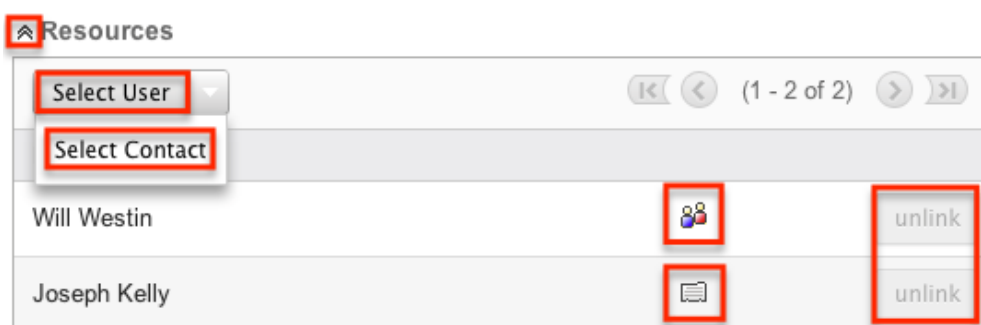 Resources
Select User (1 - 2 of 2)
Select Contact
Will Westin unlink
Joseph Kelly unlink